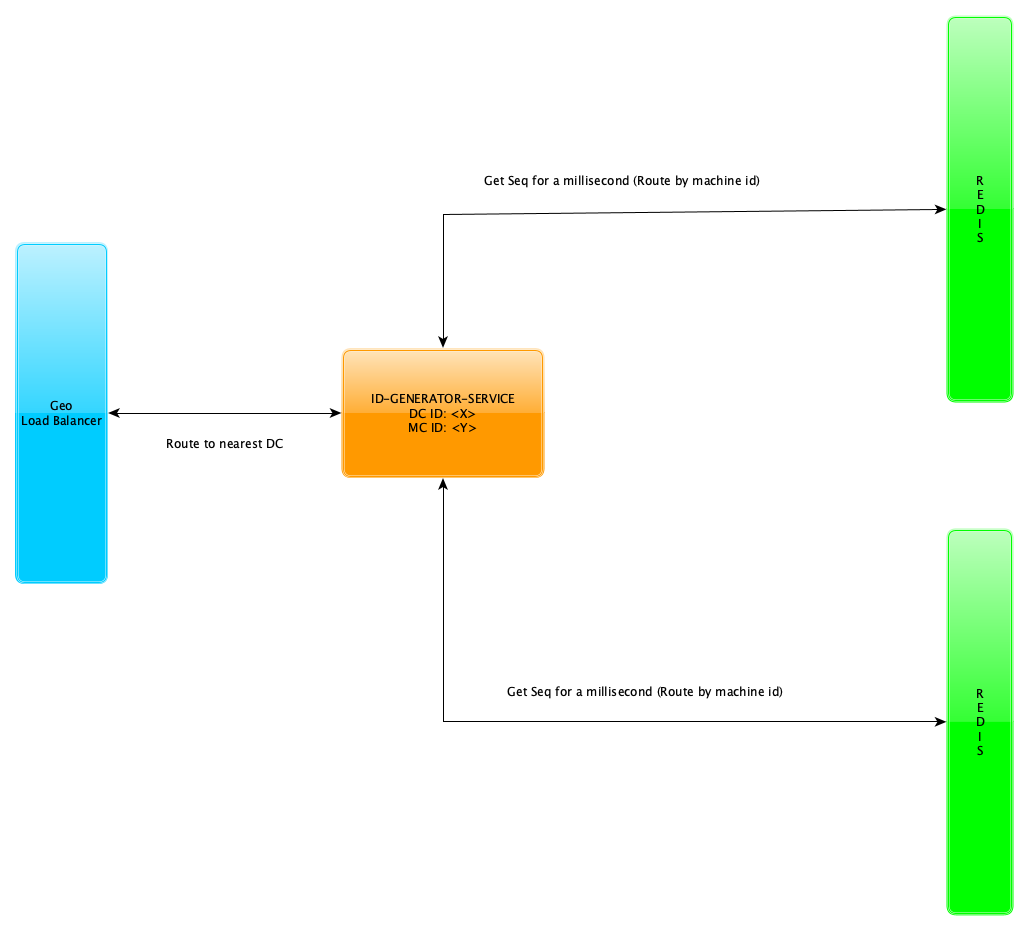 Get Seq for a millisecond (Route by machine id)
R
E
D
I
S
Geo
Load Balancer
Route to nearest DC
ID-GENERATOR-SERVICE
DC ID: <X>
MC ID: <Y>
Get Seq for a millisecond (Route by machine id)
R
E
D
I
S